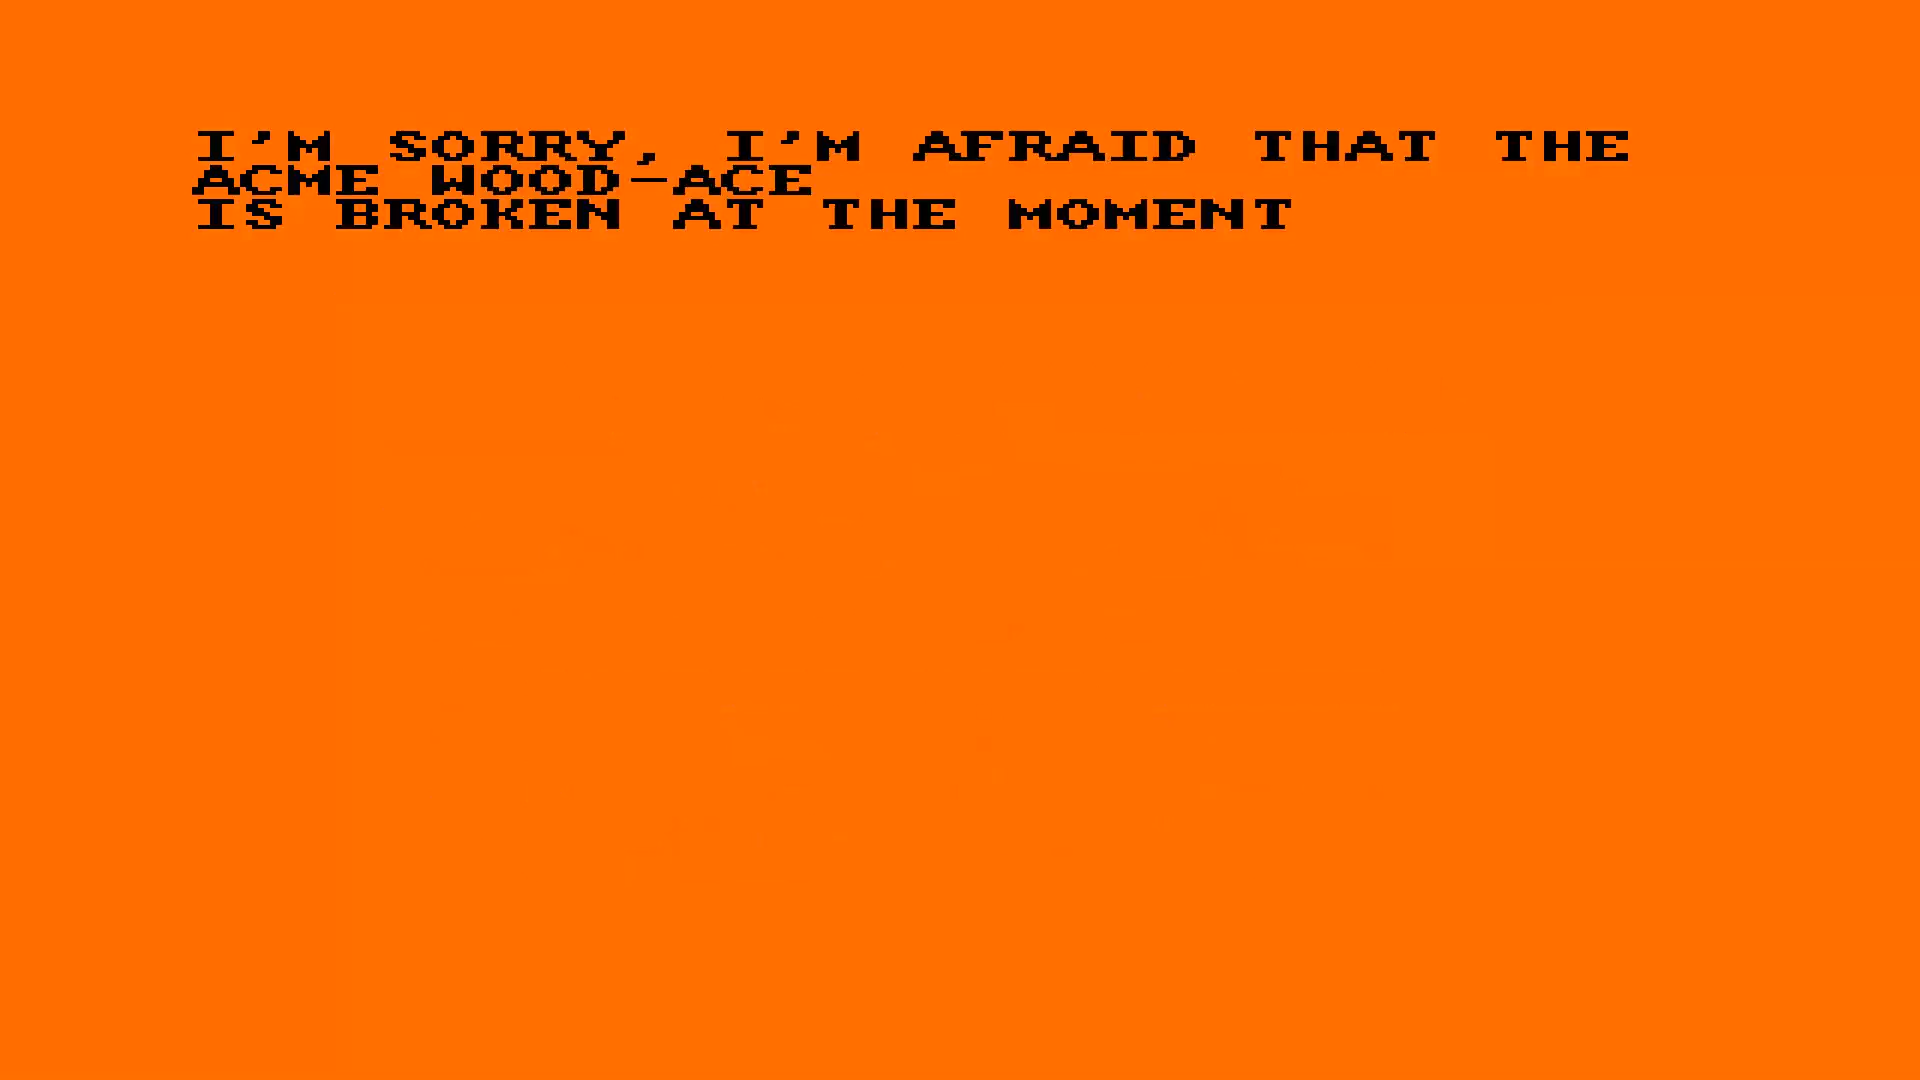 I'M SORRY, I'M AFRAID THAT THE
ACME WOOD-ACE
IS BROKEN AT THE MOMENT